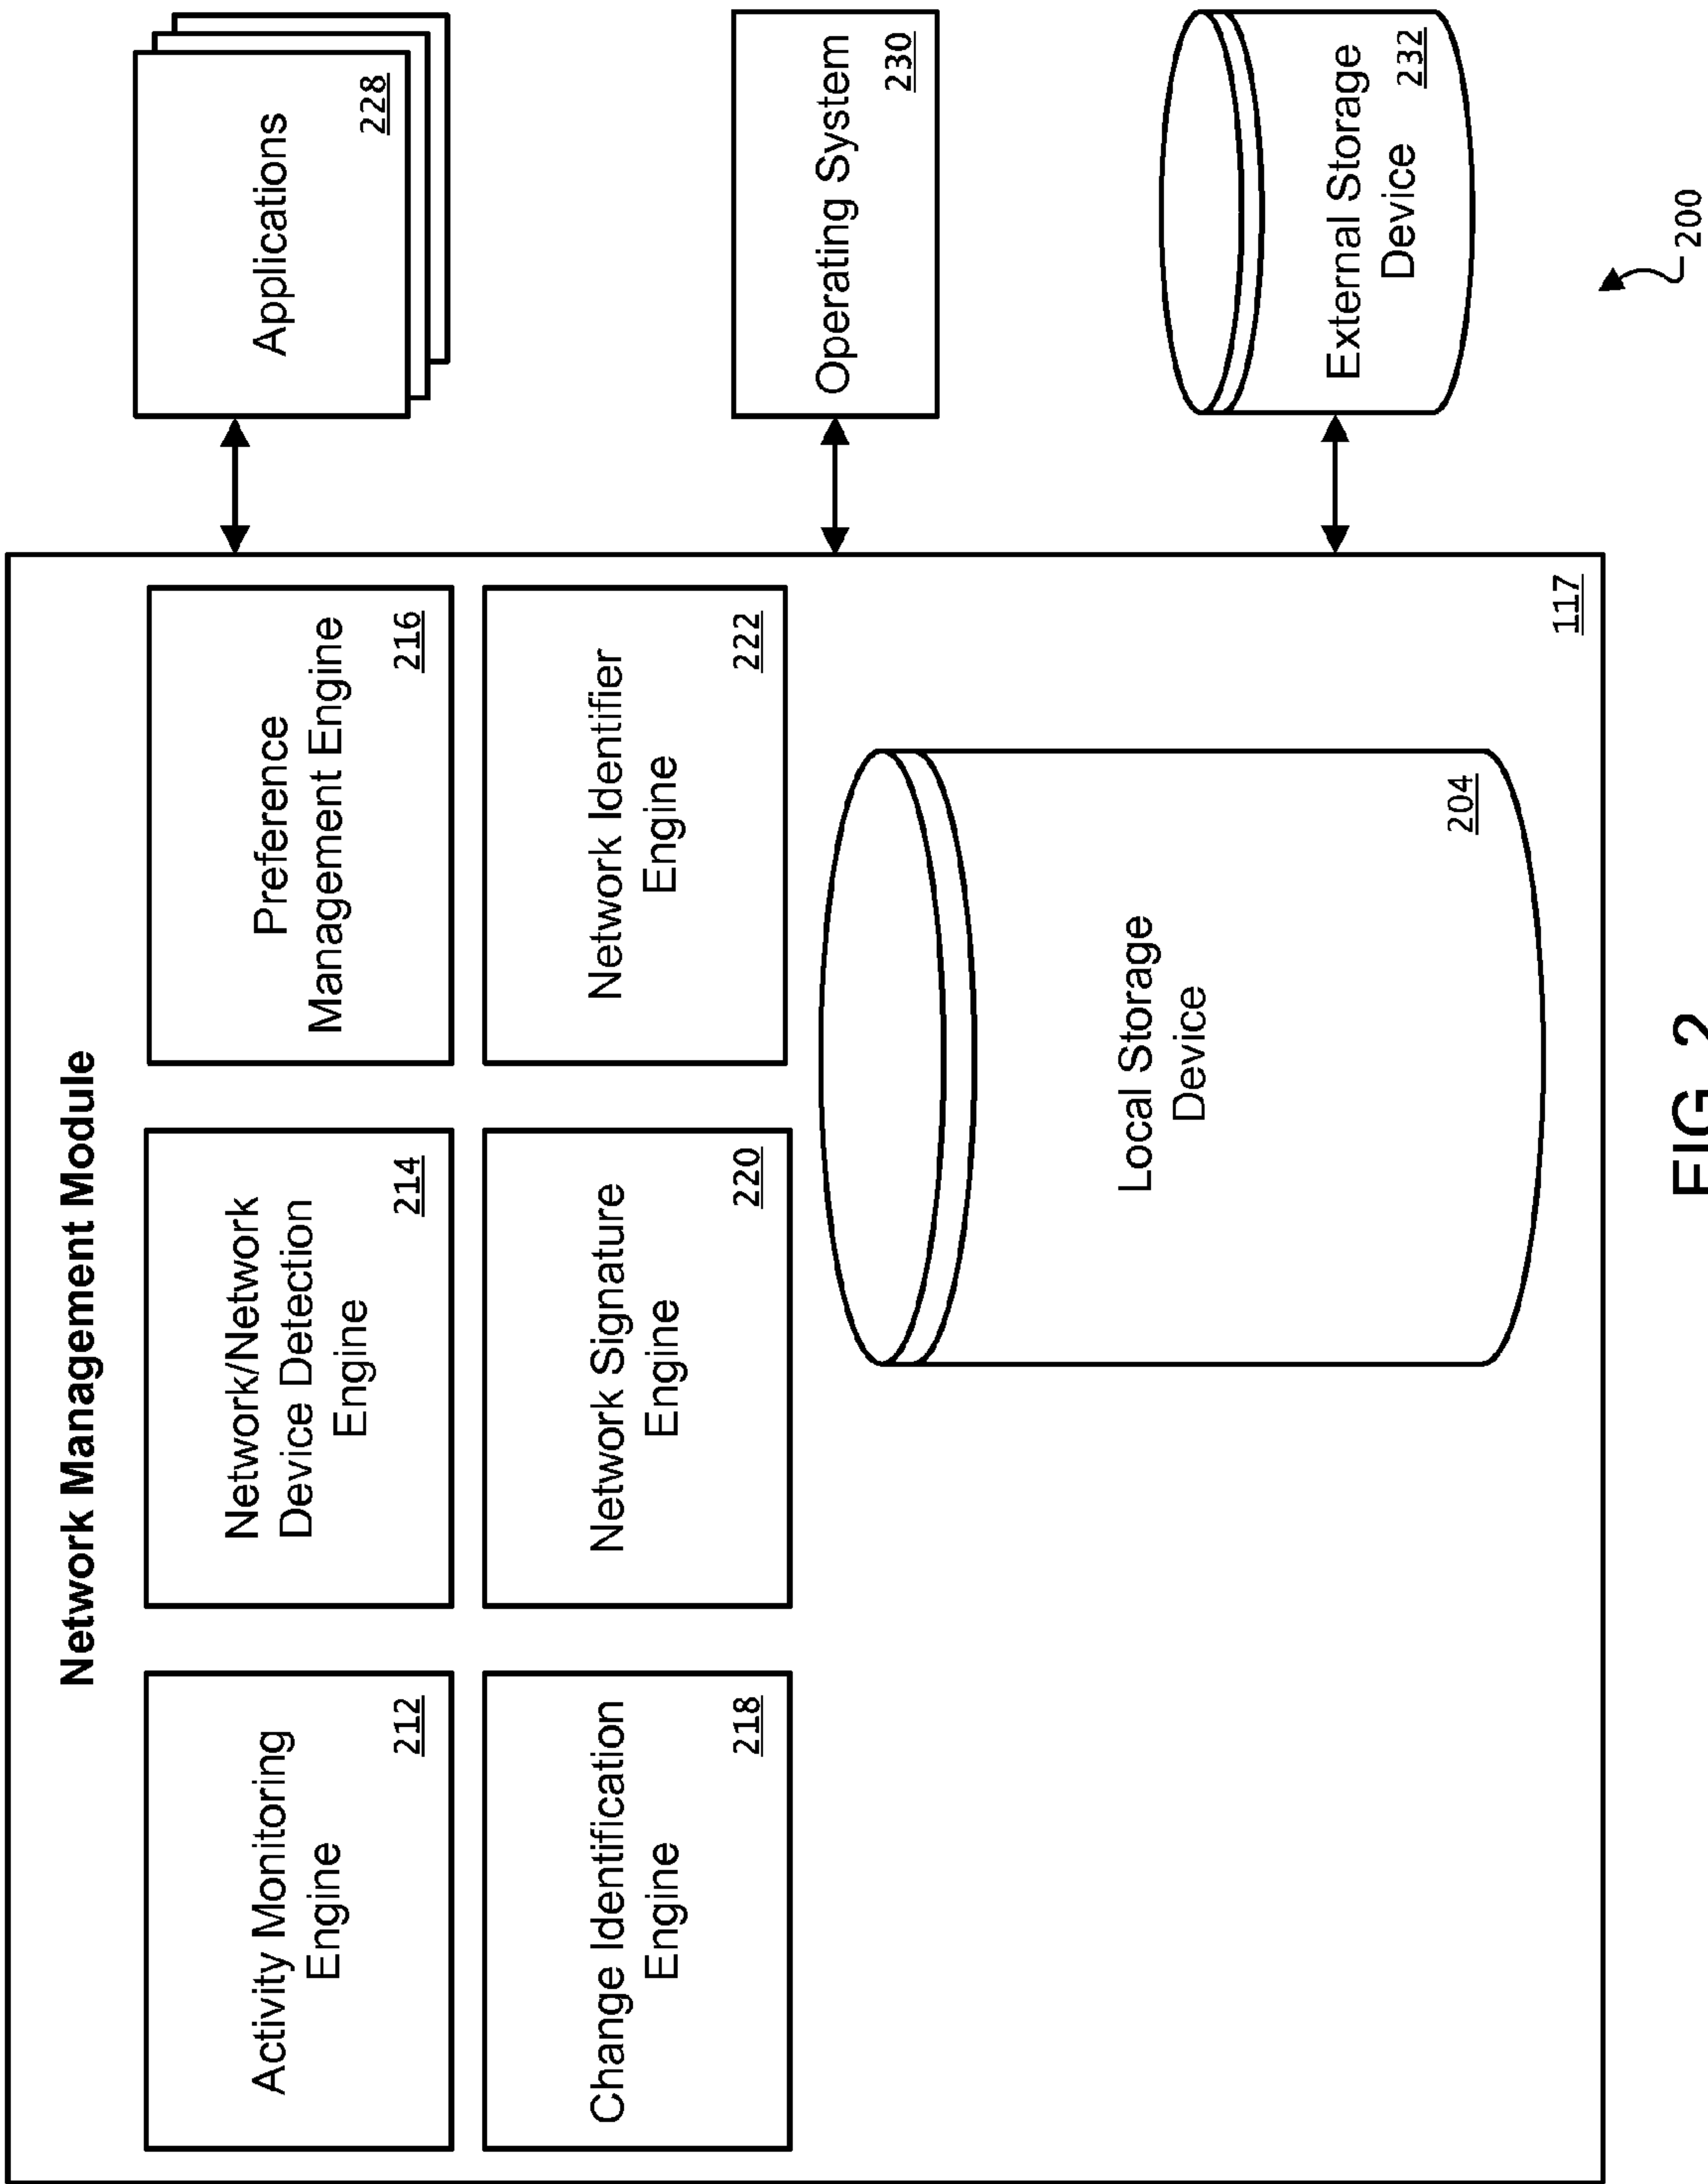 Network Management Module
Activity Monitoring
Engine
212
Network/Network
Device Detection
Engine
214
Preference
Management Engine
216
Change Identification
Engine
218
Network Signature
Engine
220
Network Identifier
Engine
222
Local Storage
Device
204
117
Applications
228
Operating System
230
External Storage
Device
232
200
FIG. 2